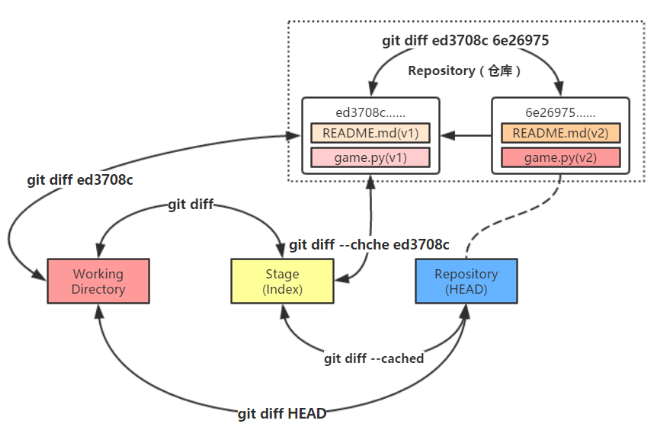 git diff ed3708c 6e26975
Repository（仓库）
ed3708c......
README.md(v1)
game.py(v1)
6e26975......
README.md(v2)
game.py(v2)
git diff ed3708c
git diff
git diff --chche ed3708c
Working
Directory
Stage
(Index)
Repository
(HEAD)
git diff --cached
git diff HEAD